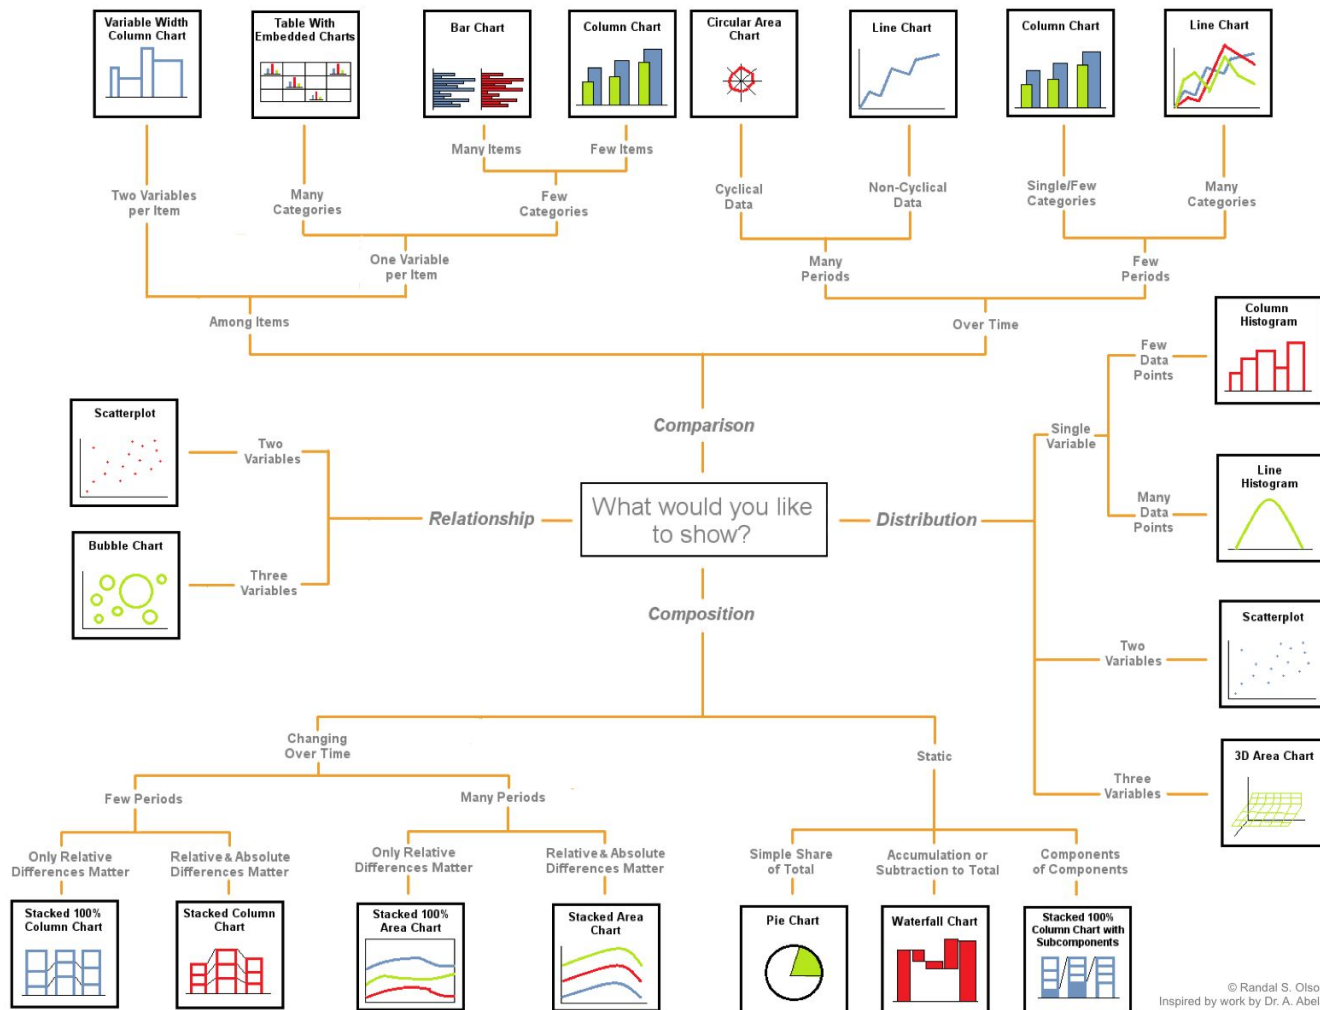 Variable Width
Column Chart
Table With
Embedded Charts
Bar Chart
Column Chart
Circular Area
Chart
Line Chart
Column Chart
Line Chart
Many Items
Few Items
Two Variables
per Item
Many
Categories
Few
Categories
Cyclical
Data
Non-Cyclical
Data
Single/Few
Categories
Many
Categories
One Variable
per Item
Many
Periods
Few
Periods
Among Items
Over Time
Column
Histogram
Few
Data
Points
Scatterplot
Comparison
Single
Variable
Two
Variables
Line
Histogram
Many
Data
Points
Relationship
What would you like
to show?
Distribution
Bubble Chart
Three
Variables
Composition
Scatterplot
Two
Variables
Changing
Over Time
Static
3D Area Chart
Three
Variables
Few Periods
Many Periods
Only Relative
Differences Matter
Relative & Absolute
Differences Matter
Only Relative
Differences Matter
Relative & Absolute
Differences Matter
Simple Share
of Total
Accumulation or
Subtraction to Total
Components
of Components
Stacked 100%
Column Chart
Stacked Column
Chart
Stacked 100%
Area Chart
Stacked Area
Chart
Pie Chart
Waterfall Chart
Stacked 100%
Column Chart with
Subcomponents
© Randal S. Olso
Inspired by work by Dr. A. Abel